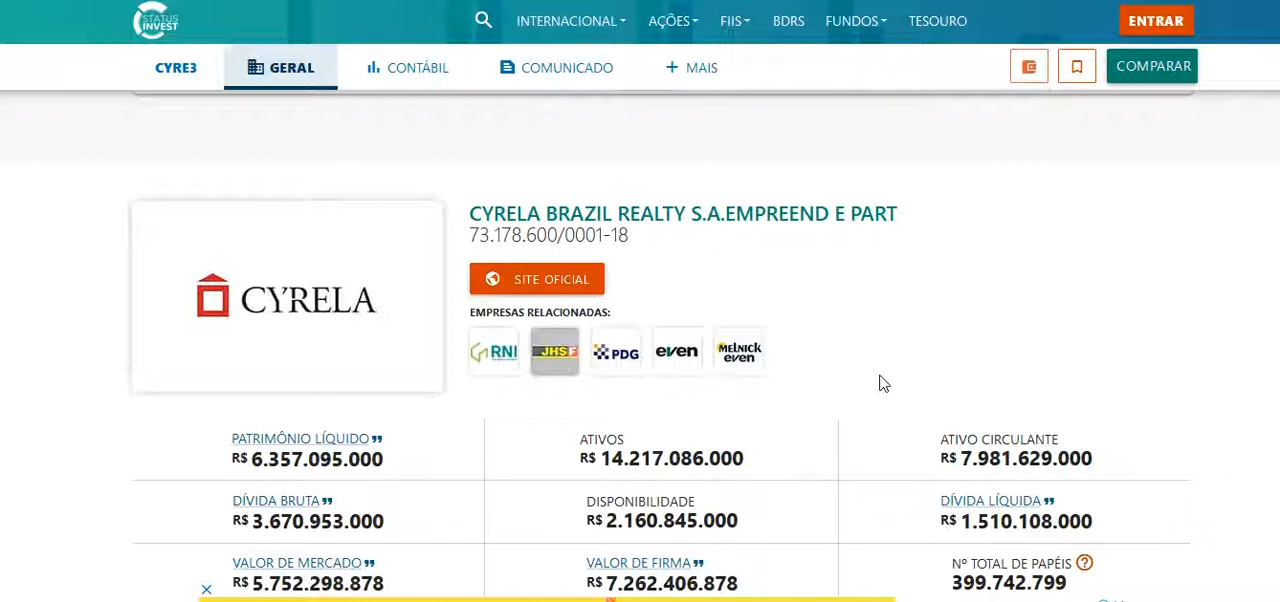 STATUS
INVEST
INTERNACIONAL
AÇÕES
FIIS
BDRS
FUNDOS
TESOURO
ENTRAR
CYRE3
GERAL
CONTÁBIL
COMUNICADO
+ MAIS
COMPARAR
CYRELA
CYRELA BRAZIL REALTY S.A.EMPREEND E PART
73.178.600/0001-18
SITE OFICIAL
EMPRESAS RELACIONADAS:
RNI
JHSF
PDG
even
MELNICK
even
PATRIMÔNIO LÍQUIDO
R$ 6.357.095.000
ATIVOS
R$ 14.217.086.000
ATIVO CIRCULANTE
R$ 7.981.629.000
DÍVIDA BRUTA
R$ 3.670.953.000
DISPONIBILIDADE
R$ 2.160.845.000
DÍVIDA LÍQUIDA
R$ 1.510.108.000
VALOR DE MERCADO
R$ 5.752.298.878
VALOR DE FIRMA
R$ 7.262.406.878
Nº TOTAL DE PAPÉIS
399.742.799